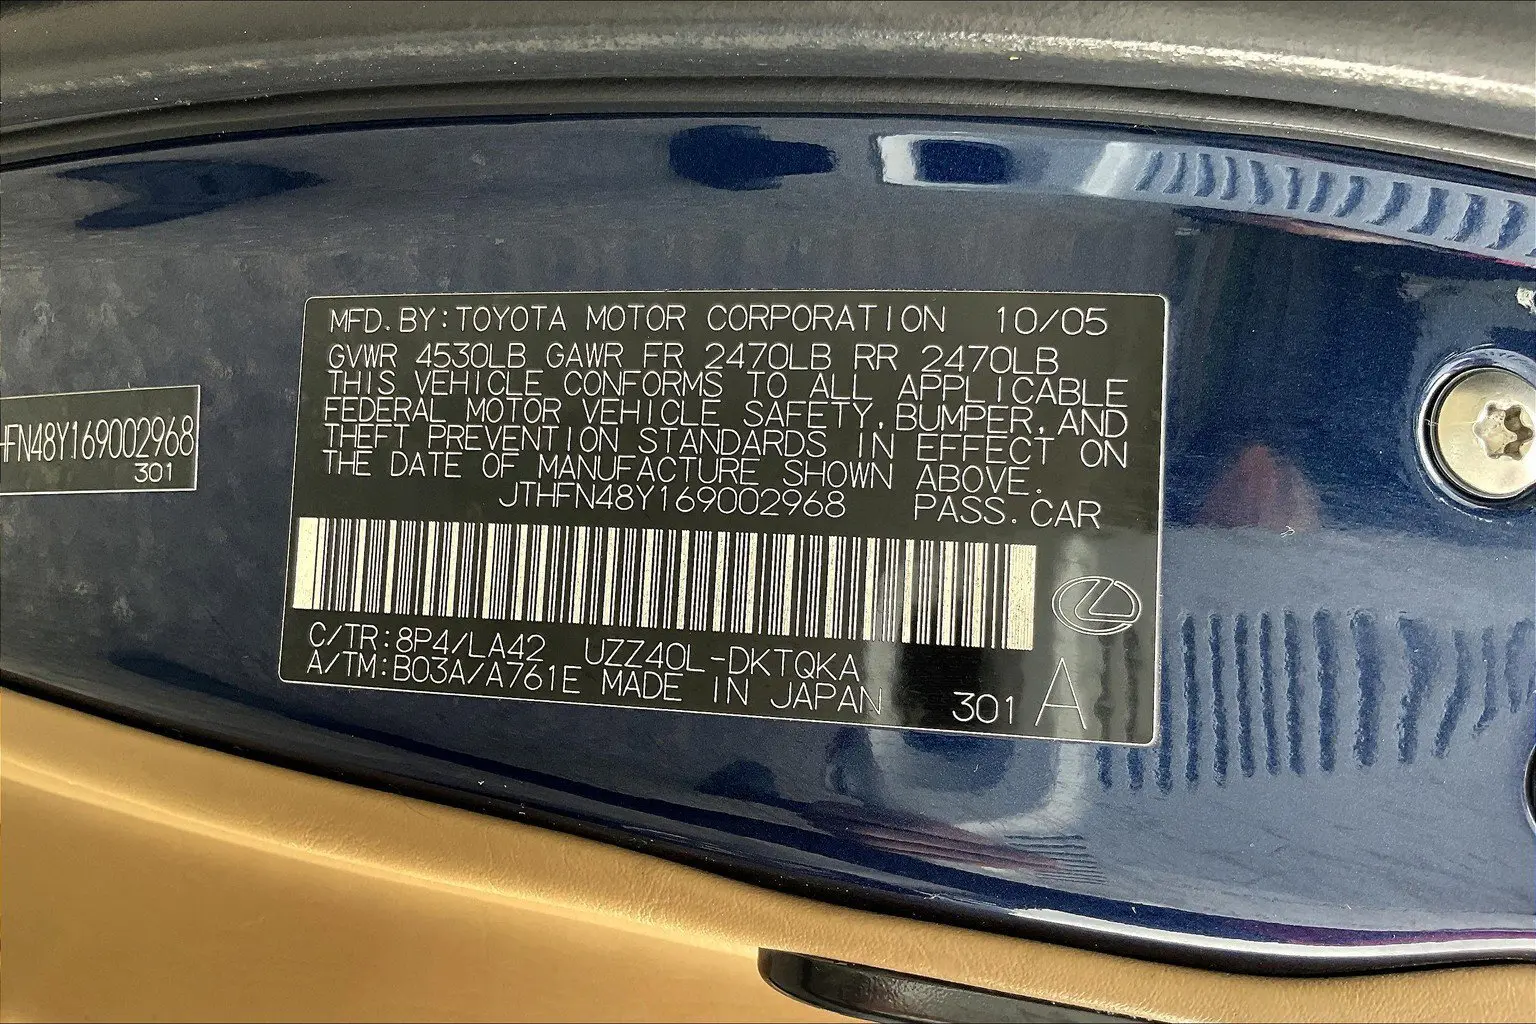 MFD.BY:TOYOTA MOTOR CORPORATION 10/05
GVWR 4530LB GAWR FR 2470LB RR 2470LB
THIS VEHICLE CONFORMS TO ALL APPLICABLE
FEDERAL MOTOR VEHICLE SAFETY,BUMPER,AND
THEFT PREVENTION STANDARDS IN EFFECT ON
THE DATE OF MANUFACTURE SHOWN ABOVE.
JTHFN48Y169002968 PASS.CAR
C/TR:8P4/LA42 UZZ40L-DKTQKA
A/TM:B03A/A761E MADE IN JAPAN 301 A
FN48Y169002968
301